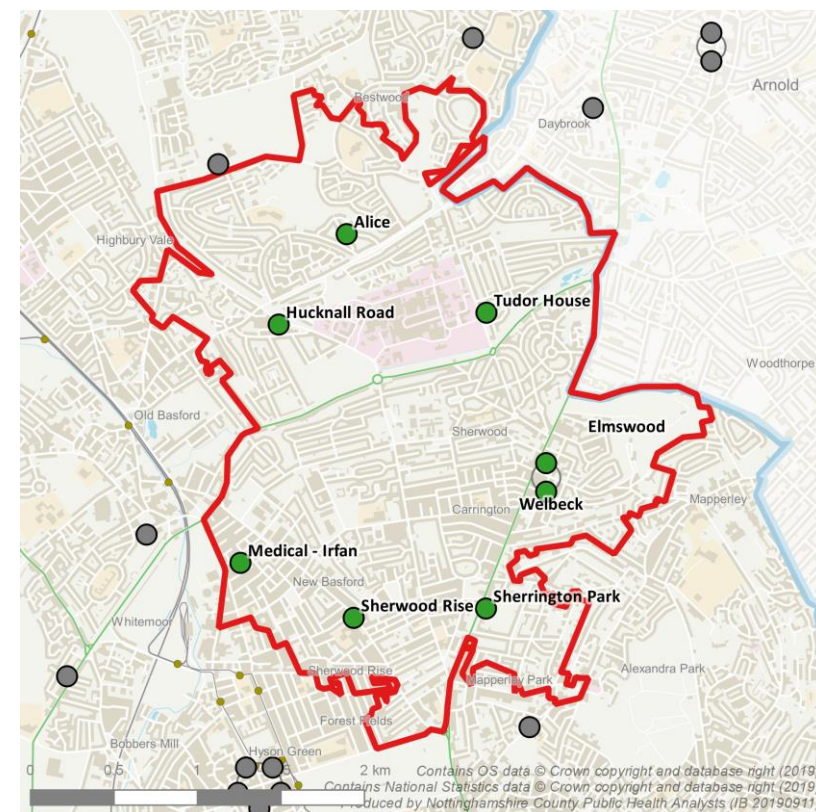 Bestwood
Arnold
Daybrook
Alice
Highbury Vale
Hucknall Road
Tudor House
Woodthorpe
Old Basford
Elmswood
Sherwood
Welbeck
Mapperley
Carrington
Medical - Irfan
New Basford
Sherwood Rise
Sherrington Park
Whitemoor
Sherwood Rise
Mapperley Park
Alexandra Park
Forest Fields
Bobbers Mill
Hyson Green
0 0.5 1 2 km
Contains OS data © Crown copyright and database right (2019
Contains National Statistics data © Crown copyright and database right (2019
Produced by Nottinghamshire County Public Health Analysts (IB 20190911